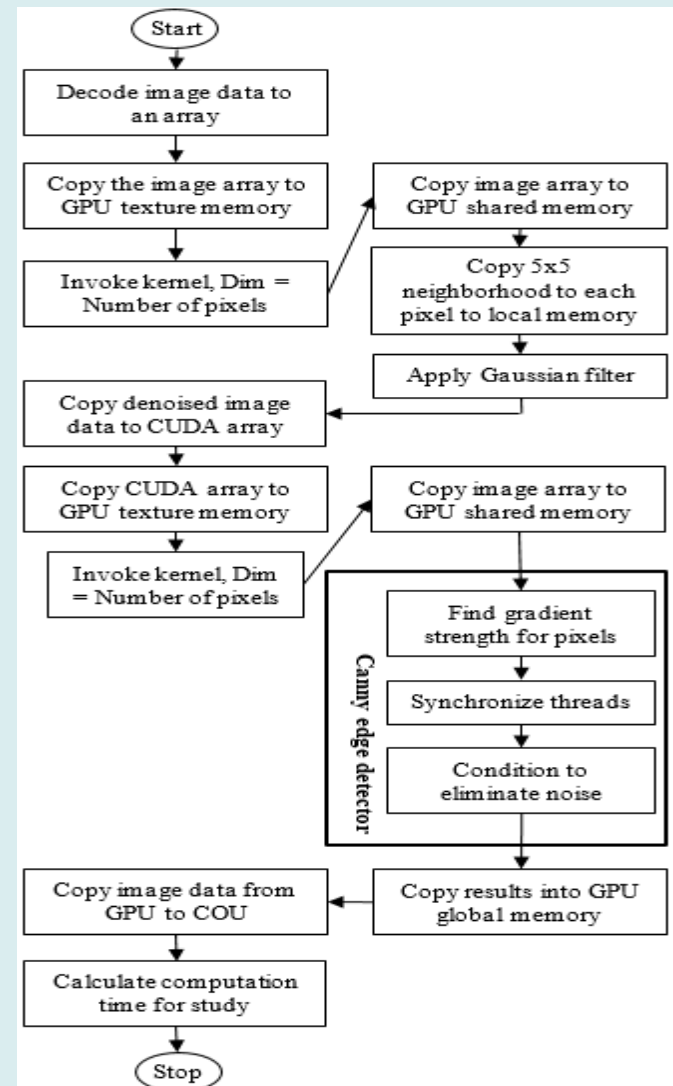 Start
Decode image data to
an array
Copy the image array to
GPU texture memory
Invoke kernel, Dim =
Number of pixels
Copy image array to
GPU shared memory
Copy 5x5
neighborhood to each
pixel to local memory
Apply Gaussian filter
Copy denoised image
data to CUDA array
Copy CUDA array to
GPU texture memory
Invoke kernel, Dim
= Number of pixels
Copy image array to
GPU shared memory
Canny edge detector
Find gradient
strength for pixels
Synchronize threads
Condition to
eliminate noise
Copy results into GPU
global memory
Copy image data from
GPU to COU
Calculate computation
time for study
Stop